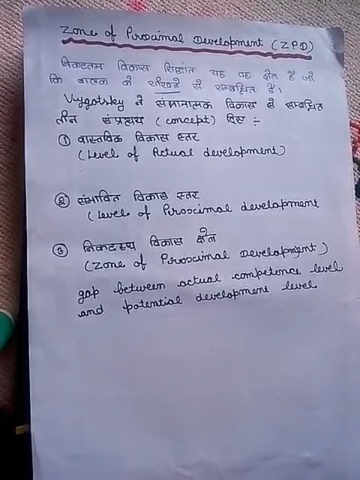 Zone of Proximal Development (ZPD)
निकटतम विकास सिद्धांत यह वह क्षेत्र है जो
कि बालक के सीखने से सम्बन्धित है।
Vygotsky ने संज्ञानात्मक विकास से सम्बन्धित
तीन संप्रत्यय (concept) दिए :-
① वास्तविक विकास स्तर
(Level of Actual development)
② संभावित विकास स्तर
(Level of Proximal development
③ निकटस्थ विकास क्षेत्र
(Zone of Proximal Development)
gap between actual competence level
and potential development level.